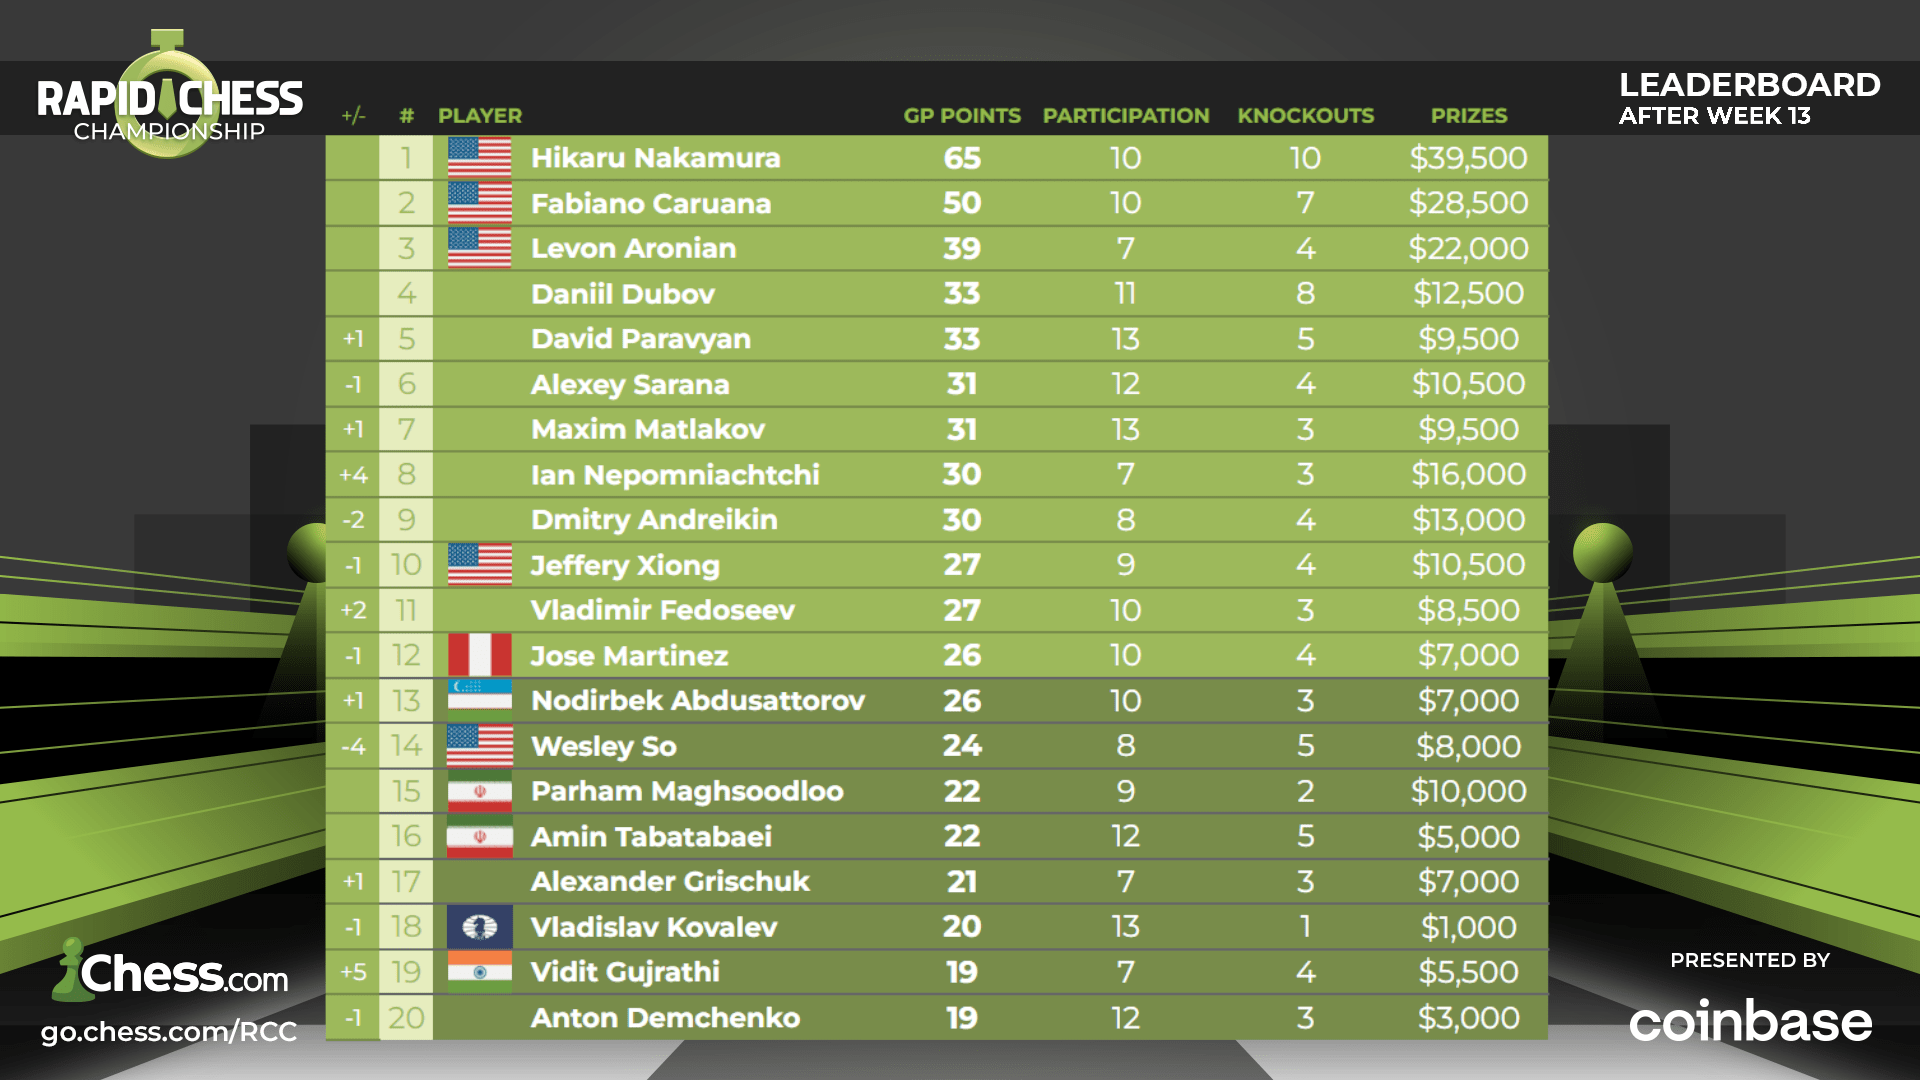 RAPID CHESS
CHAMPIONSHIP
LEADERBOARD
AFTER WEEK 13
+/- # PLAYER GP POINTS PARTICIPATION KNOCKOUTS PRIZES
1 Hikaru Nakamura 65 10 10 $39,500
2 Fabiano Caruana 50 10 7 $28,500
3 Levon Aronian 39 7 4 $22,000
4 Daniil Dubov 33 11 8 $12,500
+1 5 David Paravyan 33 13 5 $9,500
-1 6 Alexey Sarana 31 12 4 $10,500
+1 7 Maxim Matlakov 31 13 3 $9,500
+4 8 Ian Nepomniachtchi 30 7 3 $16,000
-2 9 Dmitry Andreikin 30 8 4 $13,000
-1 10 Jeffery Xiong 27 9 4 $10,500
+2 11 Vladimir Fedoseev 27 10 3 $8,500
-1 12 Jose Martinez 26 10 4 $7,000
+1 13 Nodirbek Abdusattorov 26 10 3 $7,000
-4 14 Wesley So 24 8 5 $8,000
15 Parham Maghsoodloo 22 9 2 $10,000
16 Amin Tabatabaei 22 12 5 $5,000
+1 17 Alexander Grischuk 21 7 3 $7,000
-1 18 Vladislav Kovalev 20 13 1 $1,000
+5 19 Vidit Gujrathi 19 7 4 $5,500
-1 20 Anton Demchenko 19 12 3 $3,000
Chess.com
go.chess.com/RCC
PRESENTED BY
coinbase